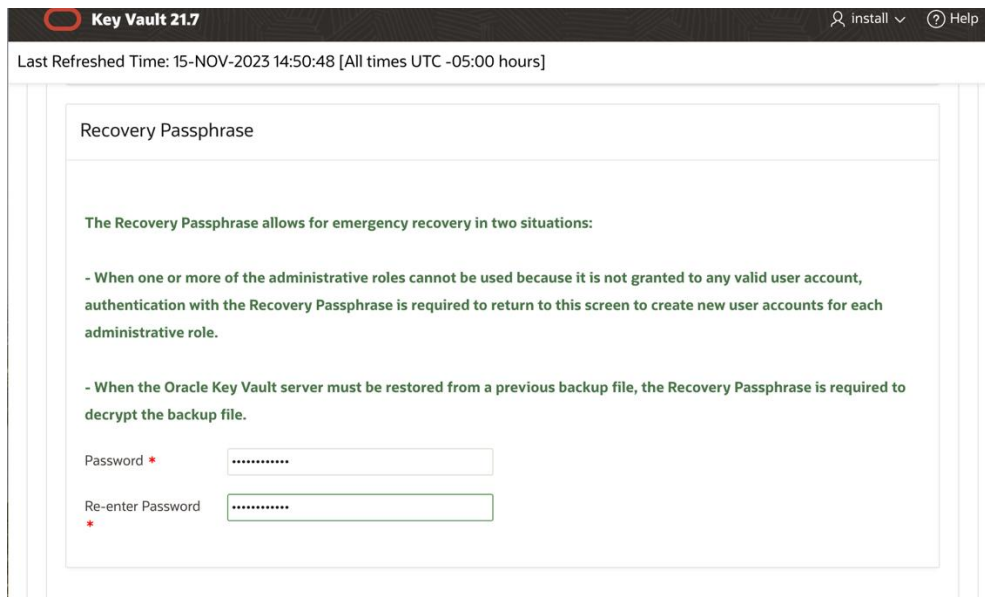 Key Vault 21.7
install
? Help
Last Refreshed Time: 15-NOV-2023 14:50:48 [All times UTC -05:00 hours]
Recovery Passphrase
The Recovery Passphrase allows for emergency recovery in two situations:
- When one or more of the administrative roles cannot be used because it is not granted to any valid user account,
authentication with the Recovery Passphrase is required to return to this screen to create new user accounts for each
administrative role.
- When the Oracle Key Vault server must be restored from a previous backup file, the Recovery Passphrase is required to
decrypt the backup file.
Password *
••••••••••••
Re-enter Password
*
••••••••••••